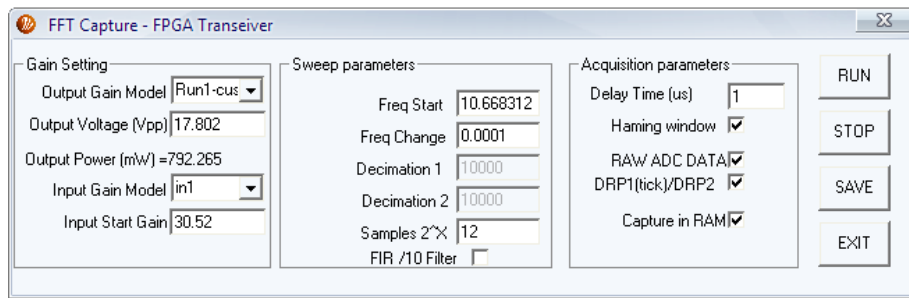 FFT Capture - FPGA Transeiver
Gain Setting
Output Gain Model Run1-cus
Output Voltage (Vpp) 17.802
Output Power (mW) =792.265
Input Gain Model in1
Input Start Gain 30.52
Sweep parameters
Freq Start 10.668312
Freq Change 0.0001
Decimation 1 10000
Decimation 2 10000
Samples 2^X 12
FIR /10 Filter
Acquisition parameters
Delay Time (us) 1
Haming window
RAW ADC DATA
DRP1(tick)/DRP2
Capture in RAM
RUN
STOP
SAVE
EXIT